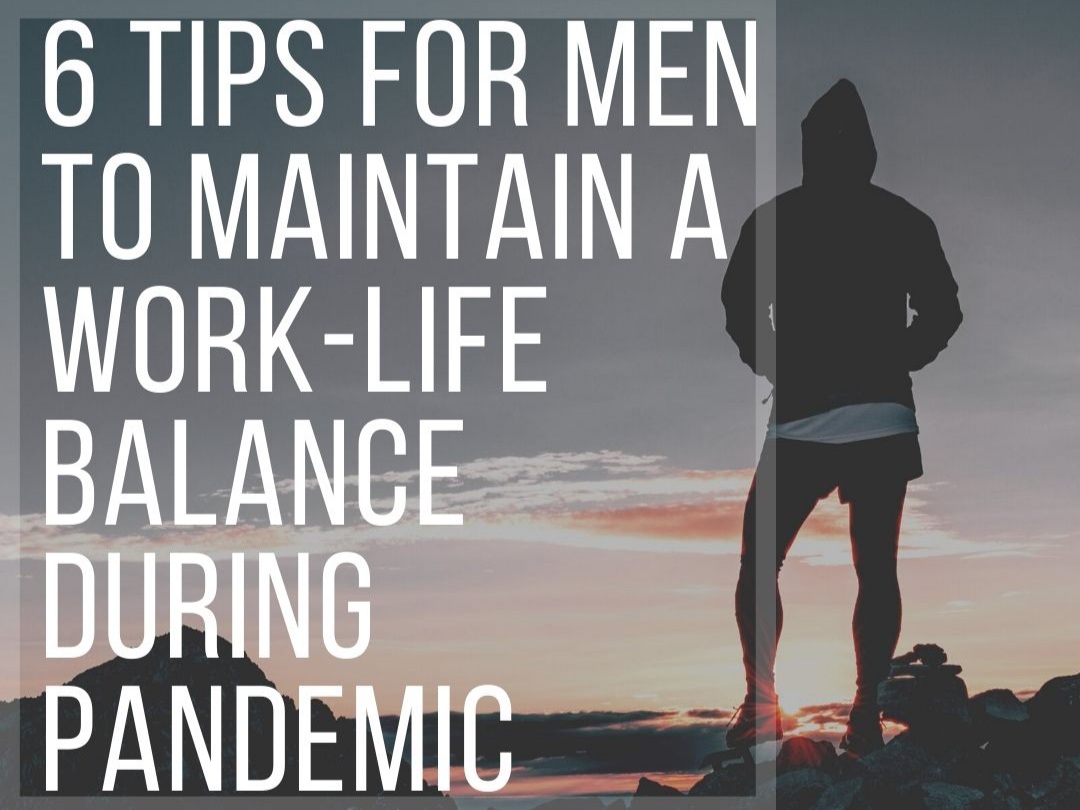 6 TIPS FOR MEN
TO MAINTAIN A
WORK-LIFE
BALANCE
DURING
PANDEMIC